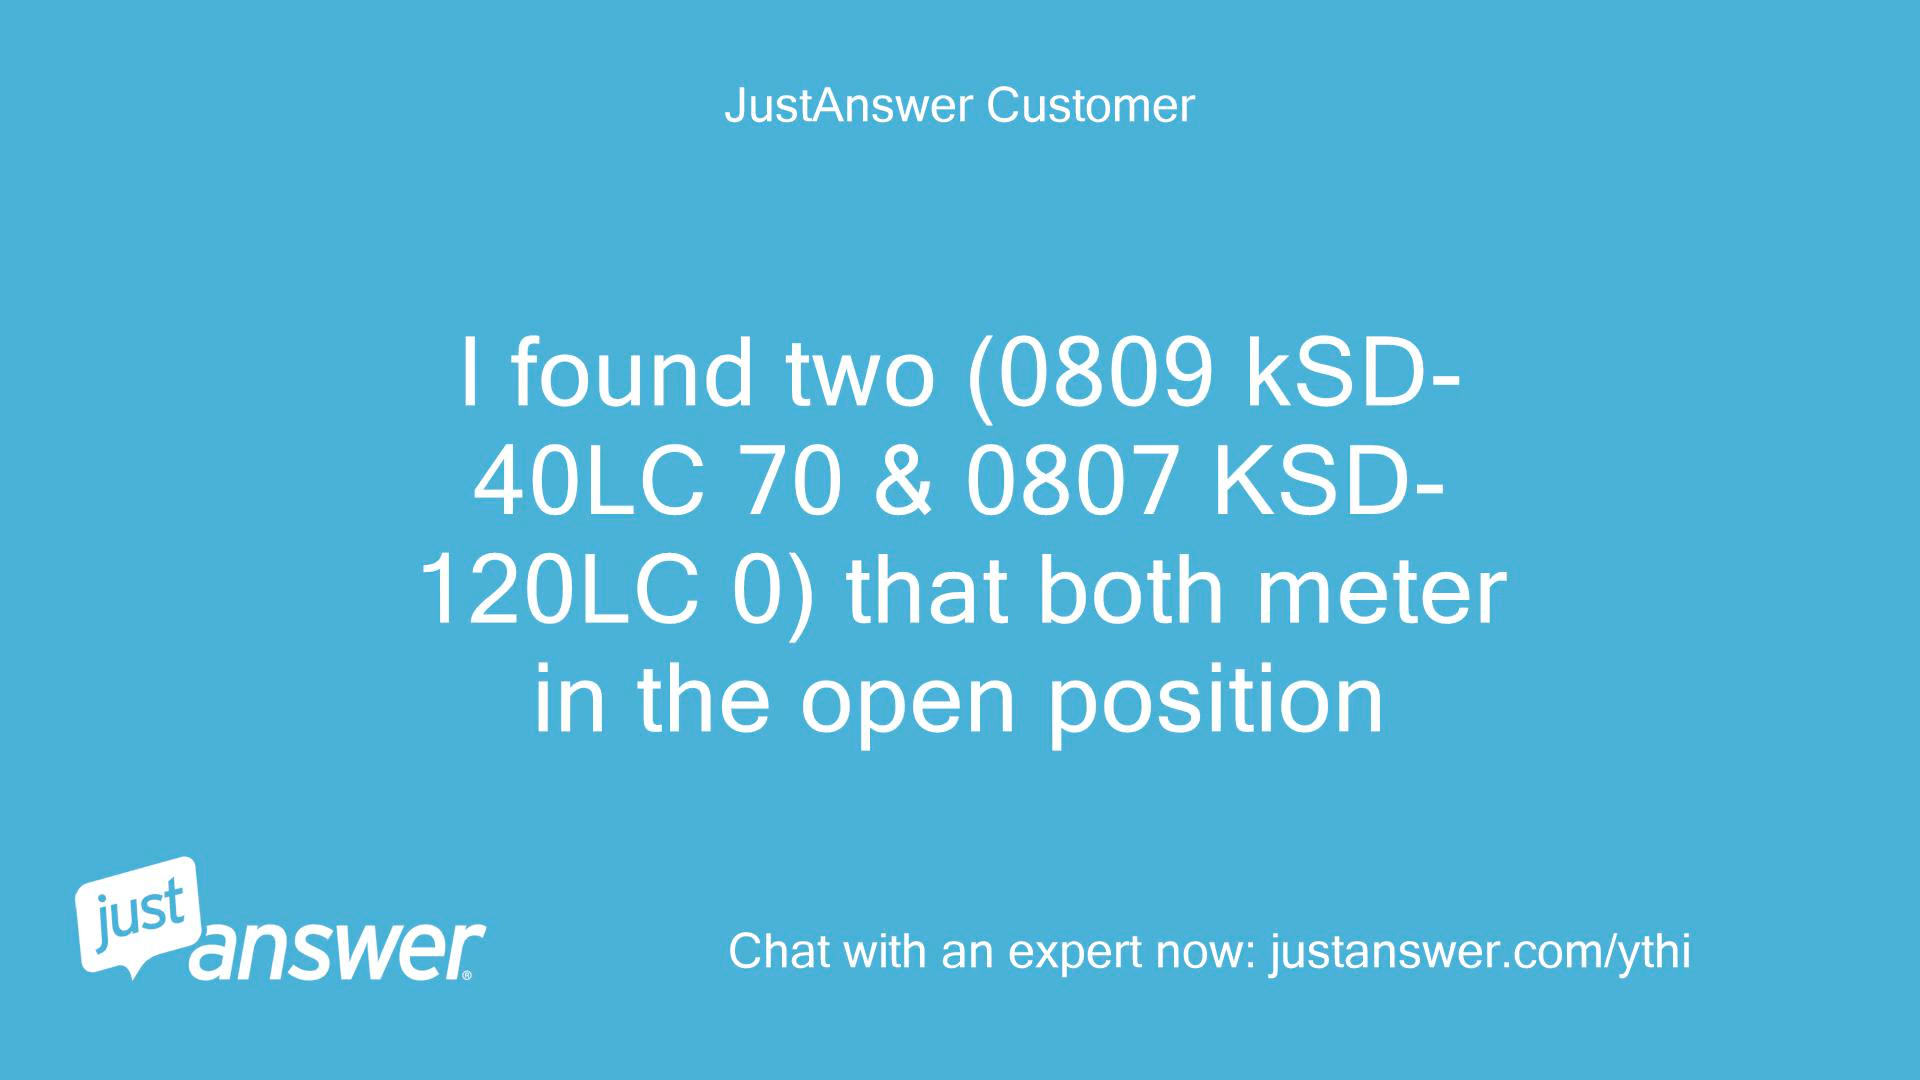 JustAnswer Customer
I found two (0809 kSD-
40LC 70 & 0807 KSD-
120LC 0) that both meter
in the open position
just
answer®
Chat with an expert now: justanswer.com/ythi